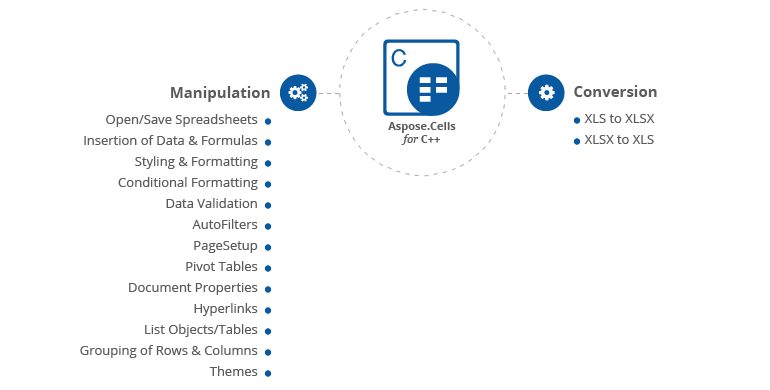 Manipulation
Open/Save Spreadsheets
Insertion of Data & Formulas
Styling & Formatting
Conditional Formatting
Data Validation
AutoFilters
PageSetup
Pivot Tables
Document Properties
Hyperlinks
List Objects/Tables
Grouping of Rows & Columns
Themes
C
Aspose.Cells
for C++
Conversion
XLS to XLSX
XLSX to XLS